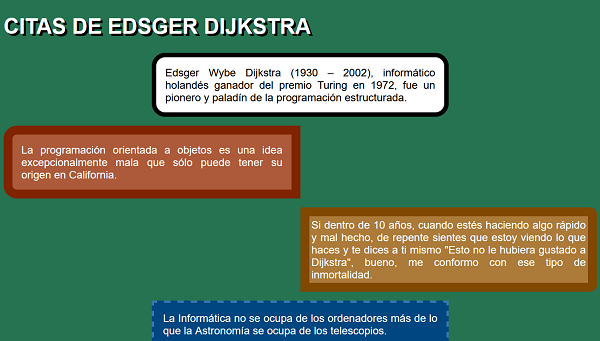 CITAS DE EDSGER DIJKSTRA
Edsger Wybe Dijkstra (1930 – 2002), informático
holandés ganador del premio Turing en 1972, fue un
pionero y paladín de la programación estructurada.
La programación orientada a objetos es una idea
excepcionalmente mala que sólo puede tener su
origen en California.
Si dentro de 10 años, cuando estés haciendo algo rápido
y mal hecho, de repente sientes que estoy viendo lo que
haces y te dices a ti mismo "Esto no le hubiera gustado a
Dijkstra", bueno, me conformo con ese tipo de
inmortalidad.
La Informática no se ocupa de los ordenadores más de lo
que la Astronomía se ocupa de los telescopios.